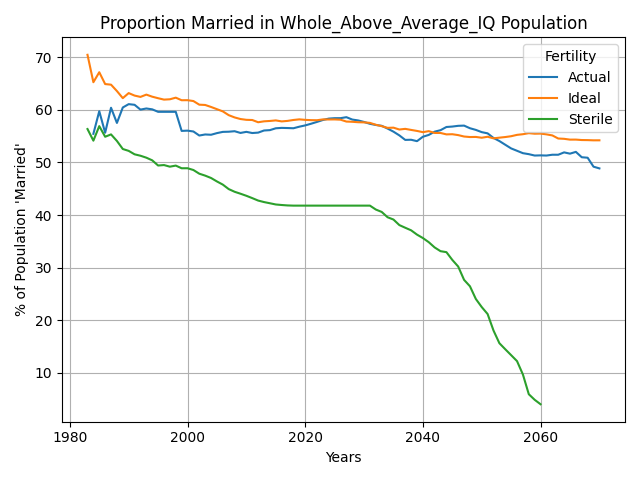 Proportion Married in Whole_Above_Average_IQ Population
% of Population 'Married'
70
60
50
40
30
20
10
1980
2000
2020
2040
2060
Years
Fertility
Actual
Ideal
Sterile